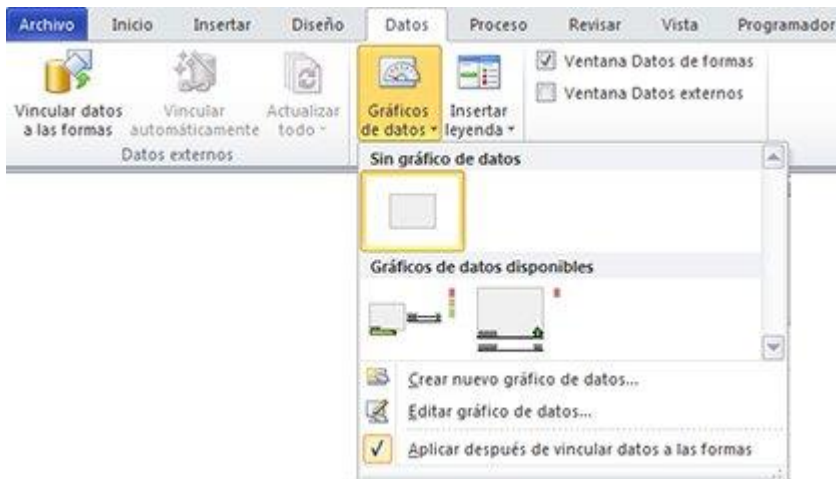 Archivo Inicio Insertar Diseño Datos Proceso Revisar Vista Programador
Vincular datos
a las formas
Vincular
automáticamente
Actualizar
todo
Datos externos
Gráficos
de datos
Insertar
leyenda
Ventana Datos de formas
Ventana Datos externos
Sin gráfico de datos
Gráficos de datos disponibles
Crear nuevo gráfico de datos...
Editar gráfico de datos...
Aplicar después de vincular datos a las formas